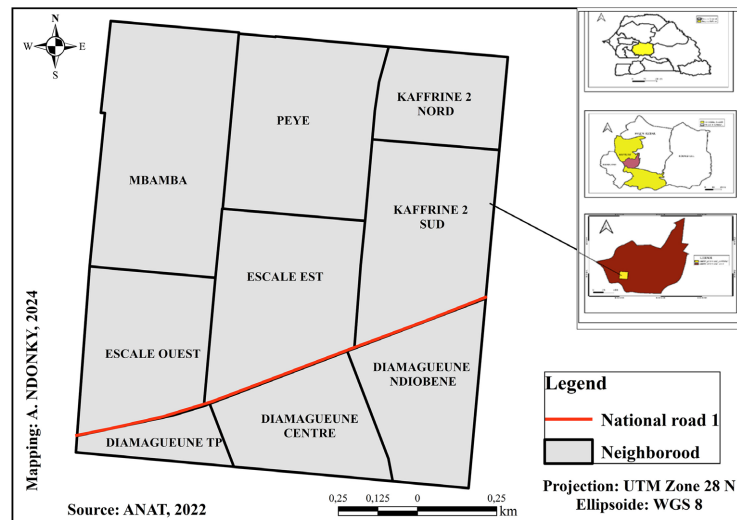 N
W E
S
KAFFRINE 2
NORD
PEYE
MBAMBA
KAFFRINE 2
SUD
ESCALE EST
ESCALE OUEST
DIAMAGUEUNE
NDIOBENE
DIAMAGUEUNE
CENTRE
DIAMAGUEUNE TP
Mapping: A. NDONKY, 2024
Source: ANAT, 2022
0,25 0,125 0 0,25
km
Legend
National road 1
Neighborood
Projection: UTM Zone 28 N
Ellipsoide: WGS 8